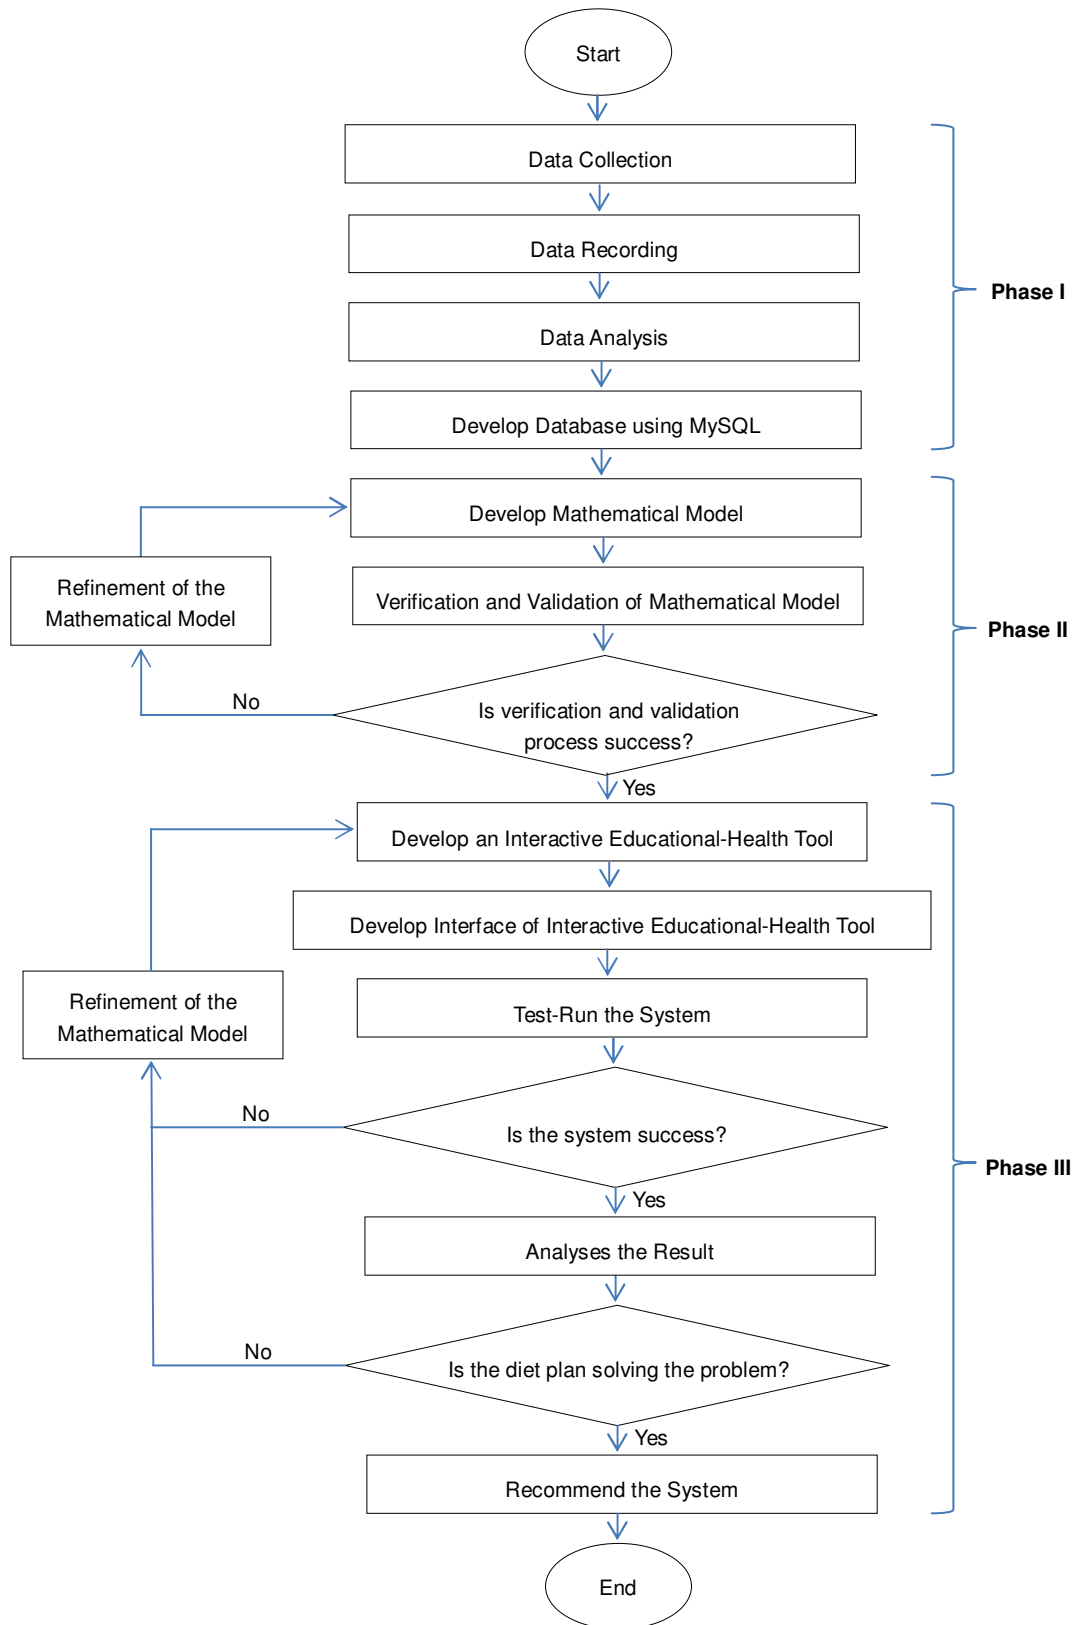 Start
Data Collection
Data Recording
Phase I
Data Analysis
Develop Database using MySQL
Develop Mathematical Model
Refinement of the
Mathematical Model
Verification and Validation of Mathematical Model
Phase II
No
Is verification and validation
process success?
Yes
Develop an Interactive Educational-Health Tool
Develop Interface of Interactive Educational-Health Tool
Refinement of the
Mathematical Model
Test-Run the System
No
Is the system success?
Phase III
Yes
Analyses the Result
No
Is the diet plan solving the problem?
Yes
Recommend the System
End